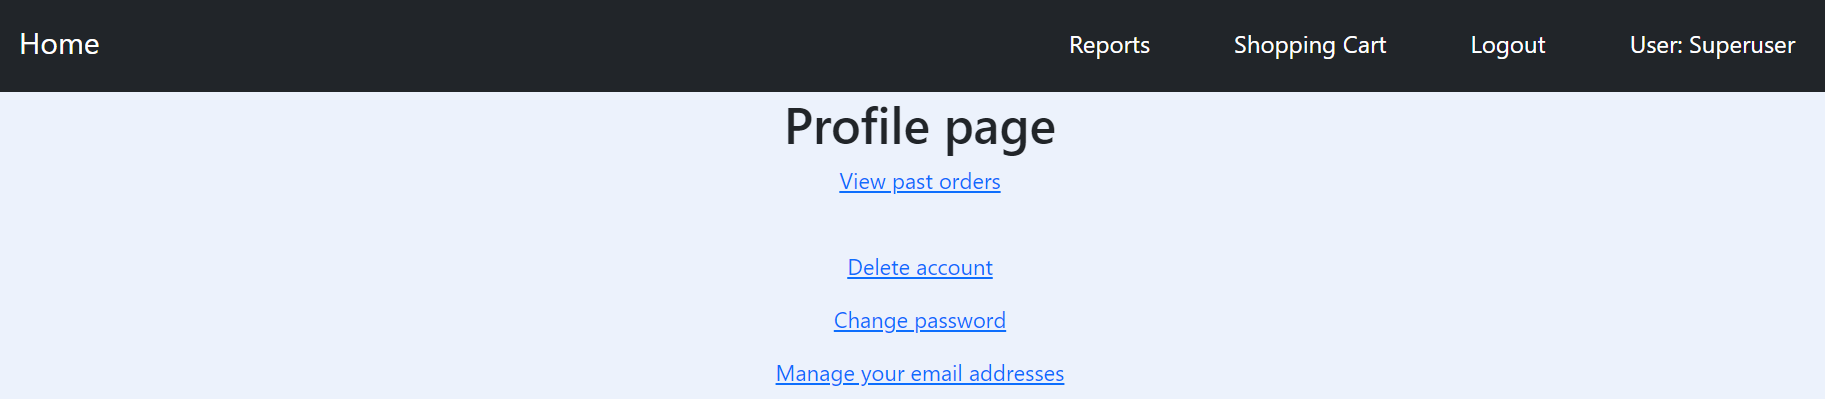 Home Reports Shopping Cart Logout User: Superuser
Profile page
View past orders
Delete account
Change password
Manage your email addresses